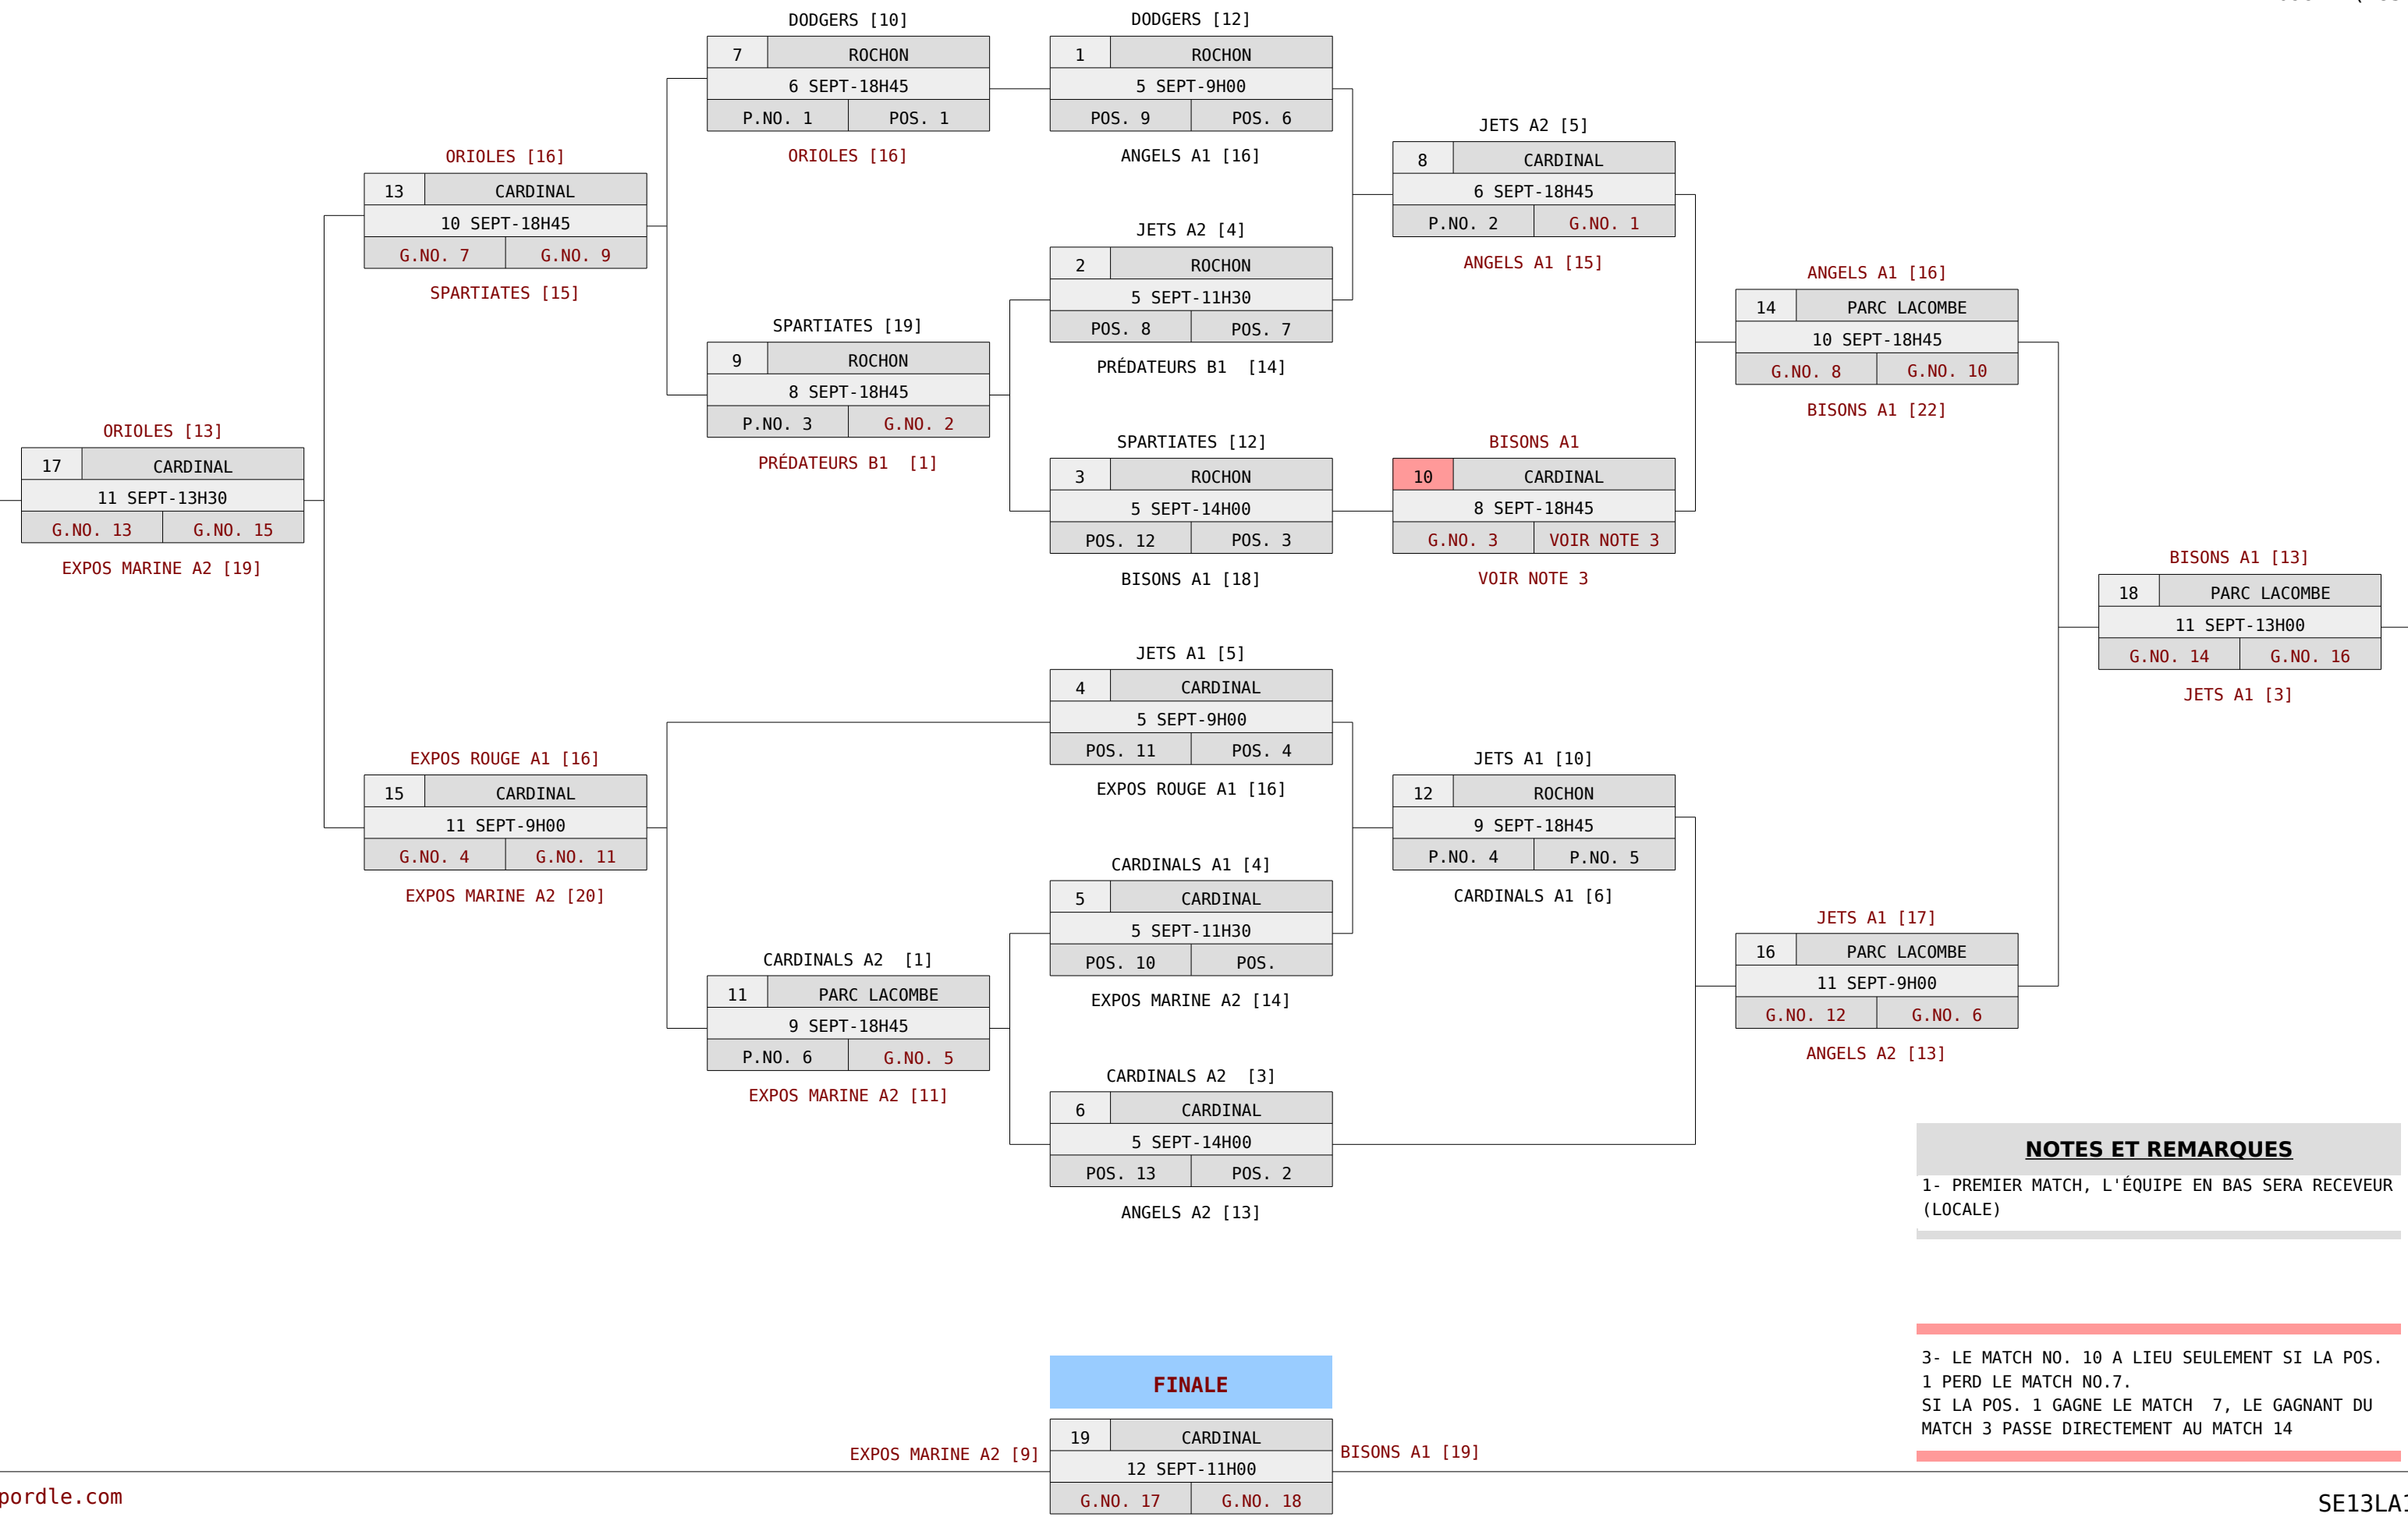 DODGERS [10]
7 ROCHON
6 SEPT-18H45
P.NO. 1 POS. 1
ORIOLES [16]
DODGERS [12]
1 ROCHON
5 SEPT-9H00
POS. 9 POS. 6
ANGELS A1 [16]
JETS A2 [5]
8 CARDINAL
6 SEPT-18H45
P.NO. 2 G.NO. 1
ANGELS A1 [15]
ORIOLES [16]
13 CARDINAL
10 SEPT-18H45
G.NO. 7 G.NO. 9
SPARTIATES [15]
JETS A2 [4]
2 ROCHON
5 SEPT-11H30
POS. 8 POS. 7
PRÉDATEURS B1 [14]
ANGELS A1 [16]
14 PARC LACOMBE
10 SEPT-18H45
G.NO. 8 G.NO. 10
BISONS A1 [22]
SPARTIATES [19]
9 ROCHON
8 SEPT-18H45
P.NO. 3 G.NO. 2
PRÉDATEURS B1 [1]
ORIOLES [13]
17 CARDINAL
11 SEPT-13H30
G.NO. 13 G.NO. 15
EXPOS MARINE A2 [19]
SPARTIATES [12]
3 ROCHON
5 SEPT-14H00
POS. 12 POS. 3
BISONS A1 [18]
BISONS A1
10 CARDINAL
8 SEPT-18H45
G.NO. 3 VOIR NOTE 3
VOIR NOTE 3
BISONS A1 [13]
18 PARC LACOMBE
11 SEPT-13H00
G.NO. 14 G.NO. 16
JETS A1 [3]
JETS A1 [5]
4 CARDINAL
5 SEPT-9H00
POS. 11 POS. 4
EXPOS ROUGE A1 [16]
EXPOS ROUGE A1 [16]
15 CARDINAL
11 SEPT-9H00
G.NO. 4 G.NO. 11
EXPOS MARINE A2 [20]
JETS A1 [10]
12 ROCHON
9 SEPT-18H45
P.NO. 4 P.NO. 5
CARDINALS A1 [6]
CARDINALS A1 [4]
5 CARDINAL
5 SEPT-11H30
POS. 10 POS.
EXPOS MARINE A2 [14]
JETS A1 [17]
16 PARC LACOMBE
11 SEPT-9H00
G.NO. 12 G.NO. 6
ANGELS A2 [13]
CARDINALS A2 [1]
11 PARC LACOMBE
9 SEPT-18H45
P.NO. 6 G.NO. 5
EXPOS MARINE A2 [11]
CARDINALS A2 [3]
6 CARDINAL
5 SEPT-14H00
POS. 13 POS. 2
ANGELS A2 [13]
NOTES ET REMARQUES
1- PREMIER MATCH, L'ÉQUIPE EN BAS SERA RECEVEUR
(LOCALE)
3- LE MATCH NO. 10 A LIEU SEULEMENT SI LA POS.
1 PERD LE MATCH NO.7.
SI LA POS. 1 GAGNE LE MATCH 7, LE GAGNANT DU
MATCH 3 PASSE DIRECTEMENT AU MATCH 14
FINALE
EXPOS MARINE A2 [9]
19 CARDINAL
12 SEPT-11H00
G.NO. 17 G.NO. 18
BISONS A1 [19]
pordle.com
SE13LA1